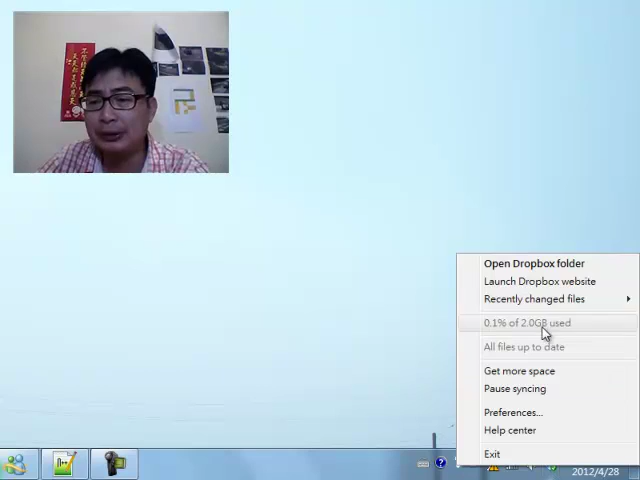 Open Dropbox folder
Launch Dropbox website
Recently changed files
0.1% of 2.0GB used
All files up to date
Get more space
Pause syncing
Preferences...
Help center
Exit
2012/4/28